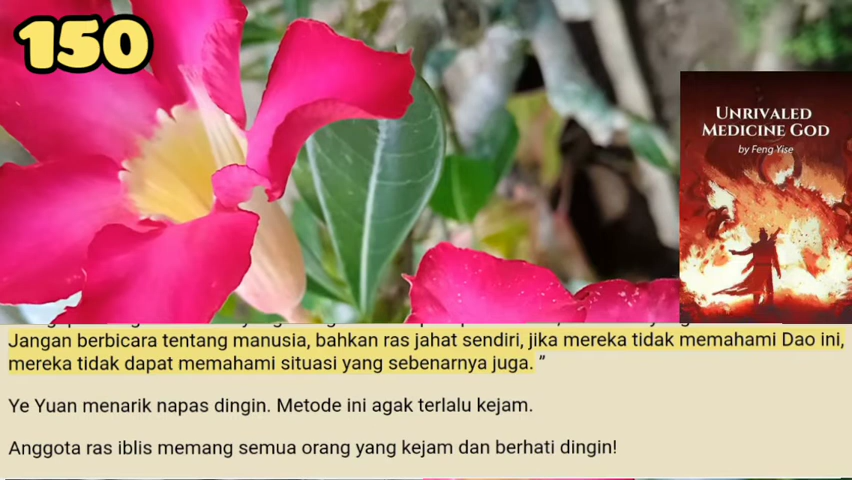 150
UNRIVALED
MEDICINE GOD
by Feng Yise
Jangan berbicara tentang manusia, bahkan ras jahat sendiri, jika mereka tidak memahami Dao ini,
mereka tidak dapat memahami situasi yang sebenarnya juga. ”
Ye Yuan menarik napas dingin. Metode ini agak terlalu kejam.
Anggota ras iblis memang semua orang yang kejam dan berhati dingin!